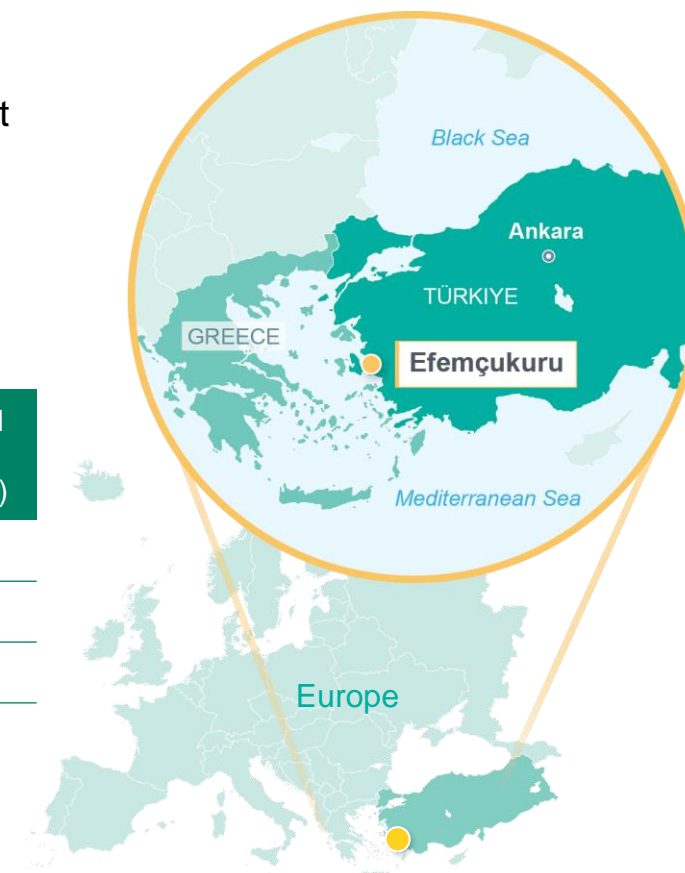 t
)
Black Sea
Ankara
TÜRKIYE
GREECE
Efemçukuru
Mediterranean Sea
Europe